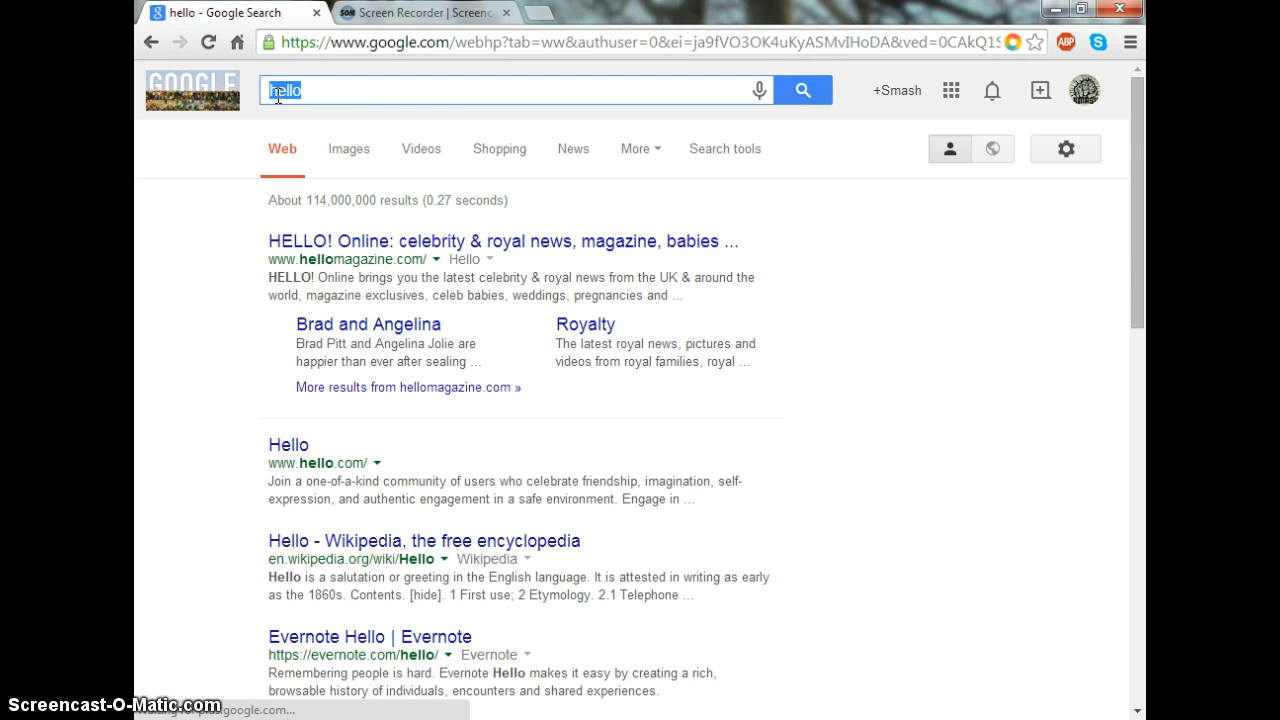 hello - Google Search
Screen Recorder | Screenc
https://www.google.com/webhp?tab=ww&authuser=0&ei=ja9fVO3OK4uKyASMvIHoDA&ved=0CAkQ1S
ABP
GOOGLE
hello
+Smash
Web Images Videos Shopping News More Search tools
About 114,000,000 results (0.27 seconds)
HELLO! Online: celebrity & royal news, magazine, babies ...
www.hellomagazine.com/ Hello
HELLO! Online brings you the latest celebrity & royal news from the UK & around the
world, magazine exclusives, celeb babies, weddings, pregnancies and ...
Brad and Angelina
Brad Pitt and Angelina Jolie are
happier than ever after sealing ...
Royalty
The latest royal news, pictures and
videos from royal families, royal ...
More results from hellomagazine.com »
Hello
www.hello.com/
Join a one-of-a-kind community of users who celebrate friendship, imagination, self-
expression, and authentic engagement in a safe environment. Engage in ...
Hello - Wikipedia, the free encyclopedia
en.wikipedia.org/wiki/Hello Wikipedia
Hello is a salutation or greeting in the English language. It is attested in writing as early
as the 1860s. Contents. [hide]. 1 First use; 2 Etymology. 2.1 Telephone ...
Evernote Hello | Evernote
https://evernote.com/hello/ Evernote
Remembering people is hard. Evernote Hello makes it easy by creating a rich,
browsable history of individuals, encounters and shared experiences.
Screencast-O-Matic.com
google.com...